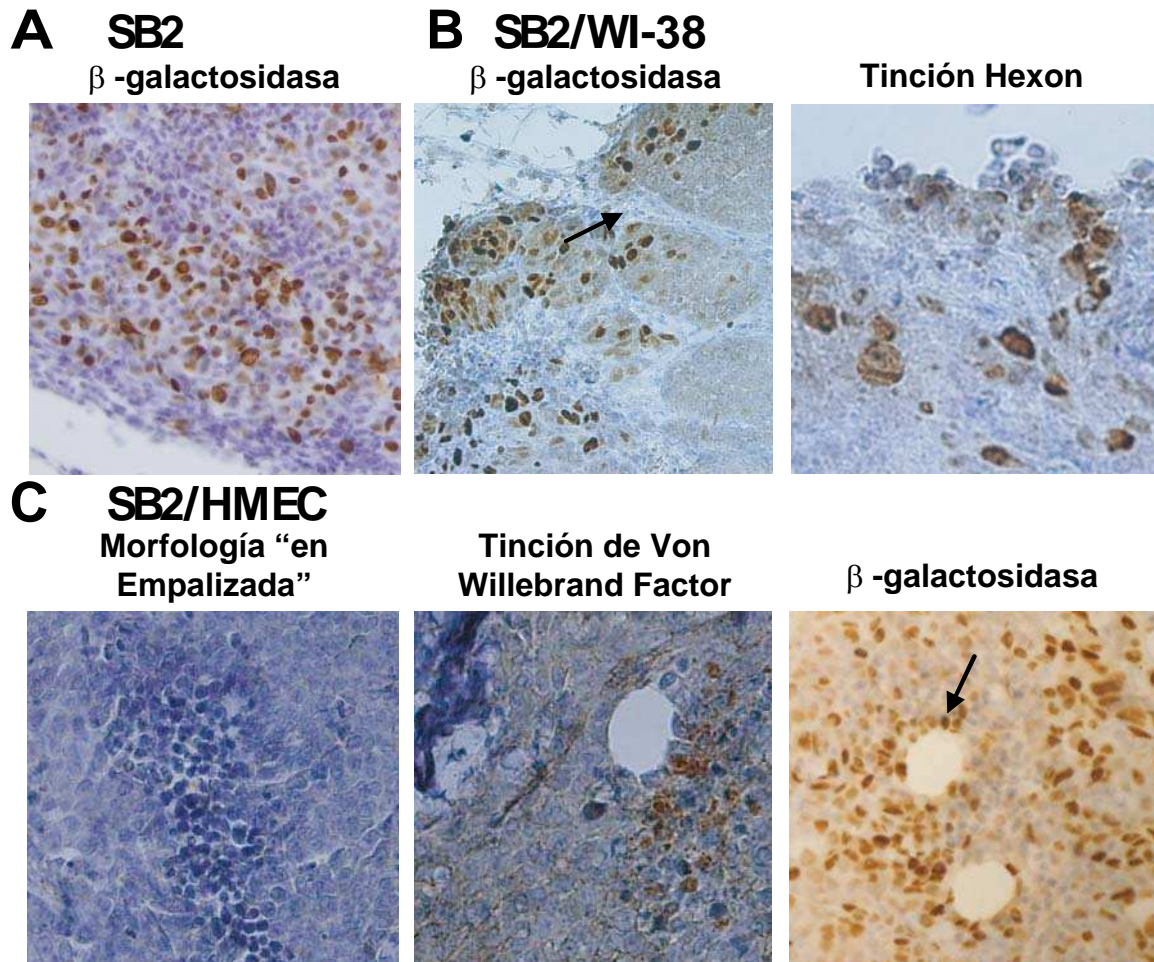 A SB2
β -galactosidasa
B SB2/WI-38
β -galactosidasa
Tinción Hexon
C SB2/HMEC
Morfología “en
Empalizada”
Tinción de Von
Willebrand Factor
β -galactosidasa